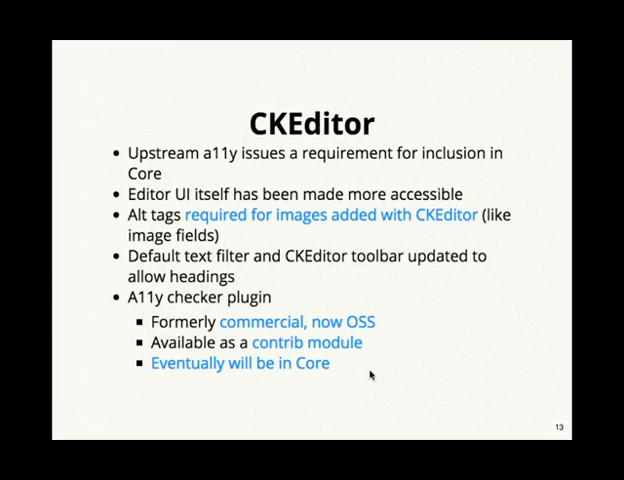 CKEditor
• Upstream a11y issues a requirement for inclusion in
Core
• Editor UI itself has been made more accessible
• Alt tags required for images added with CKEditor (like
image fields)
• Default text filter and CKEditor toolbar updated to
allow headings
• A11y checker plugin
▪ Formerly commercial, now OSS
▪ Available as a contrib module
▪ Eventually will be in Core
13